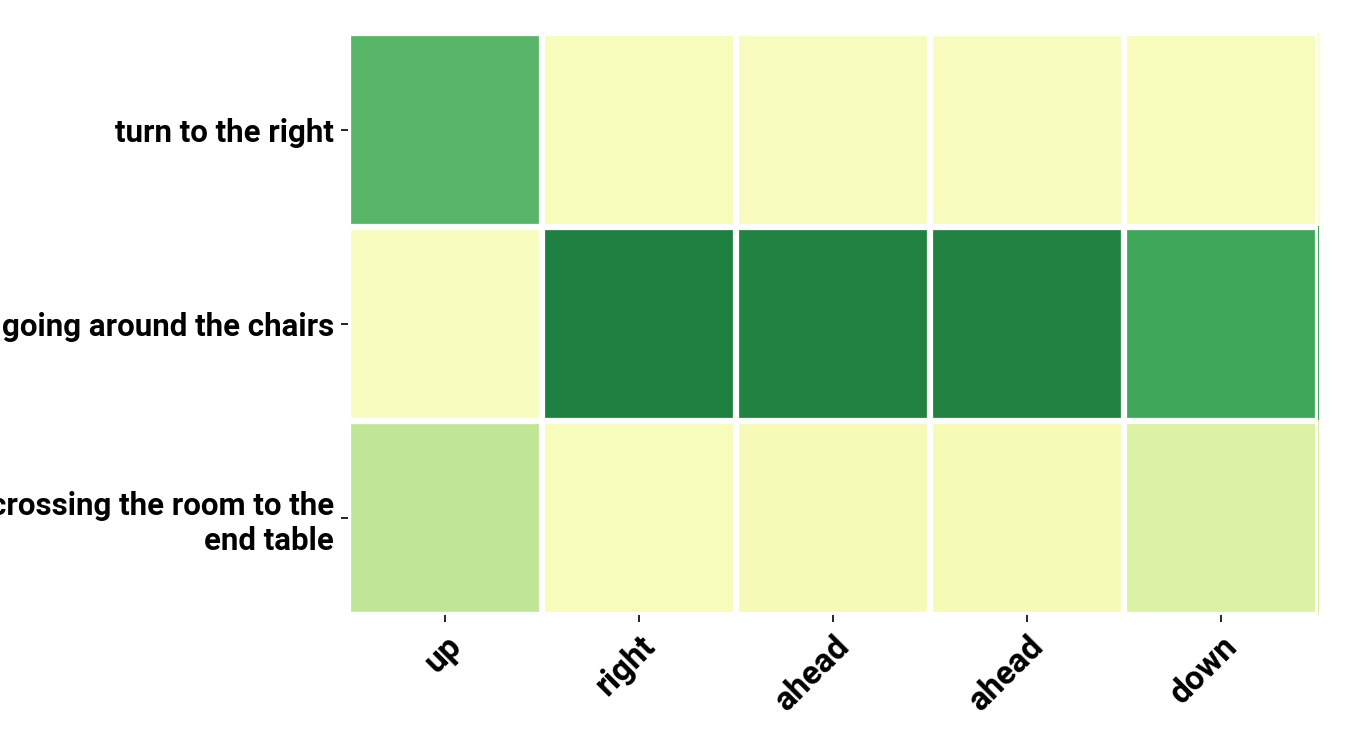 turn to the right
going around the chairs
crossing the room to the
end table
up
right
ahead
ahead
down